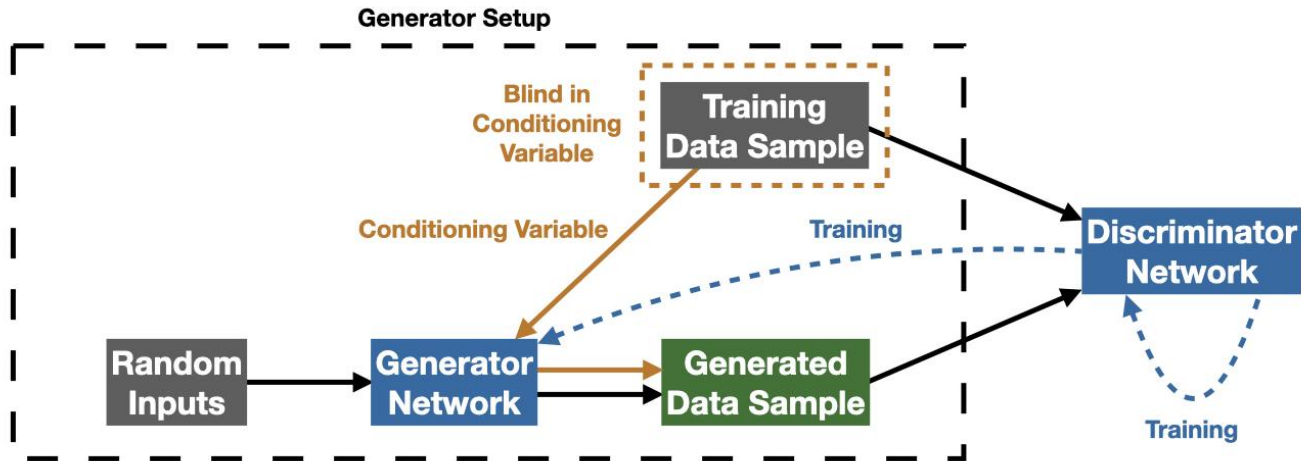 Generator Setup
Blind in
Conditioning
Variable
Training
Data Sample
Conditioning Variable
Training
Discriminator
Network
Random
Inputs
Generator
Network
Generated
Data Sample
Training